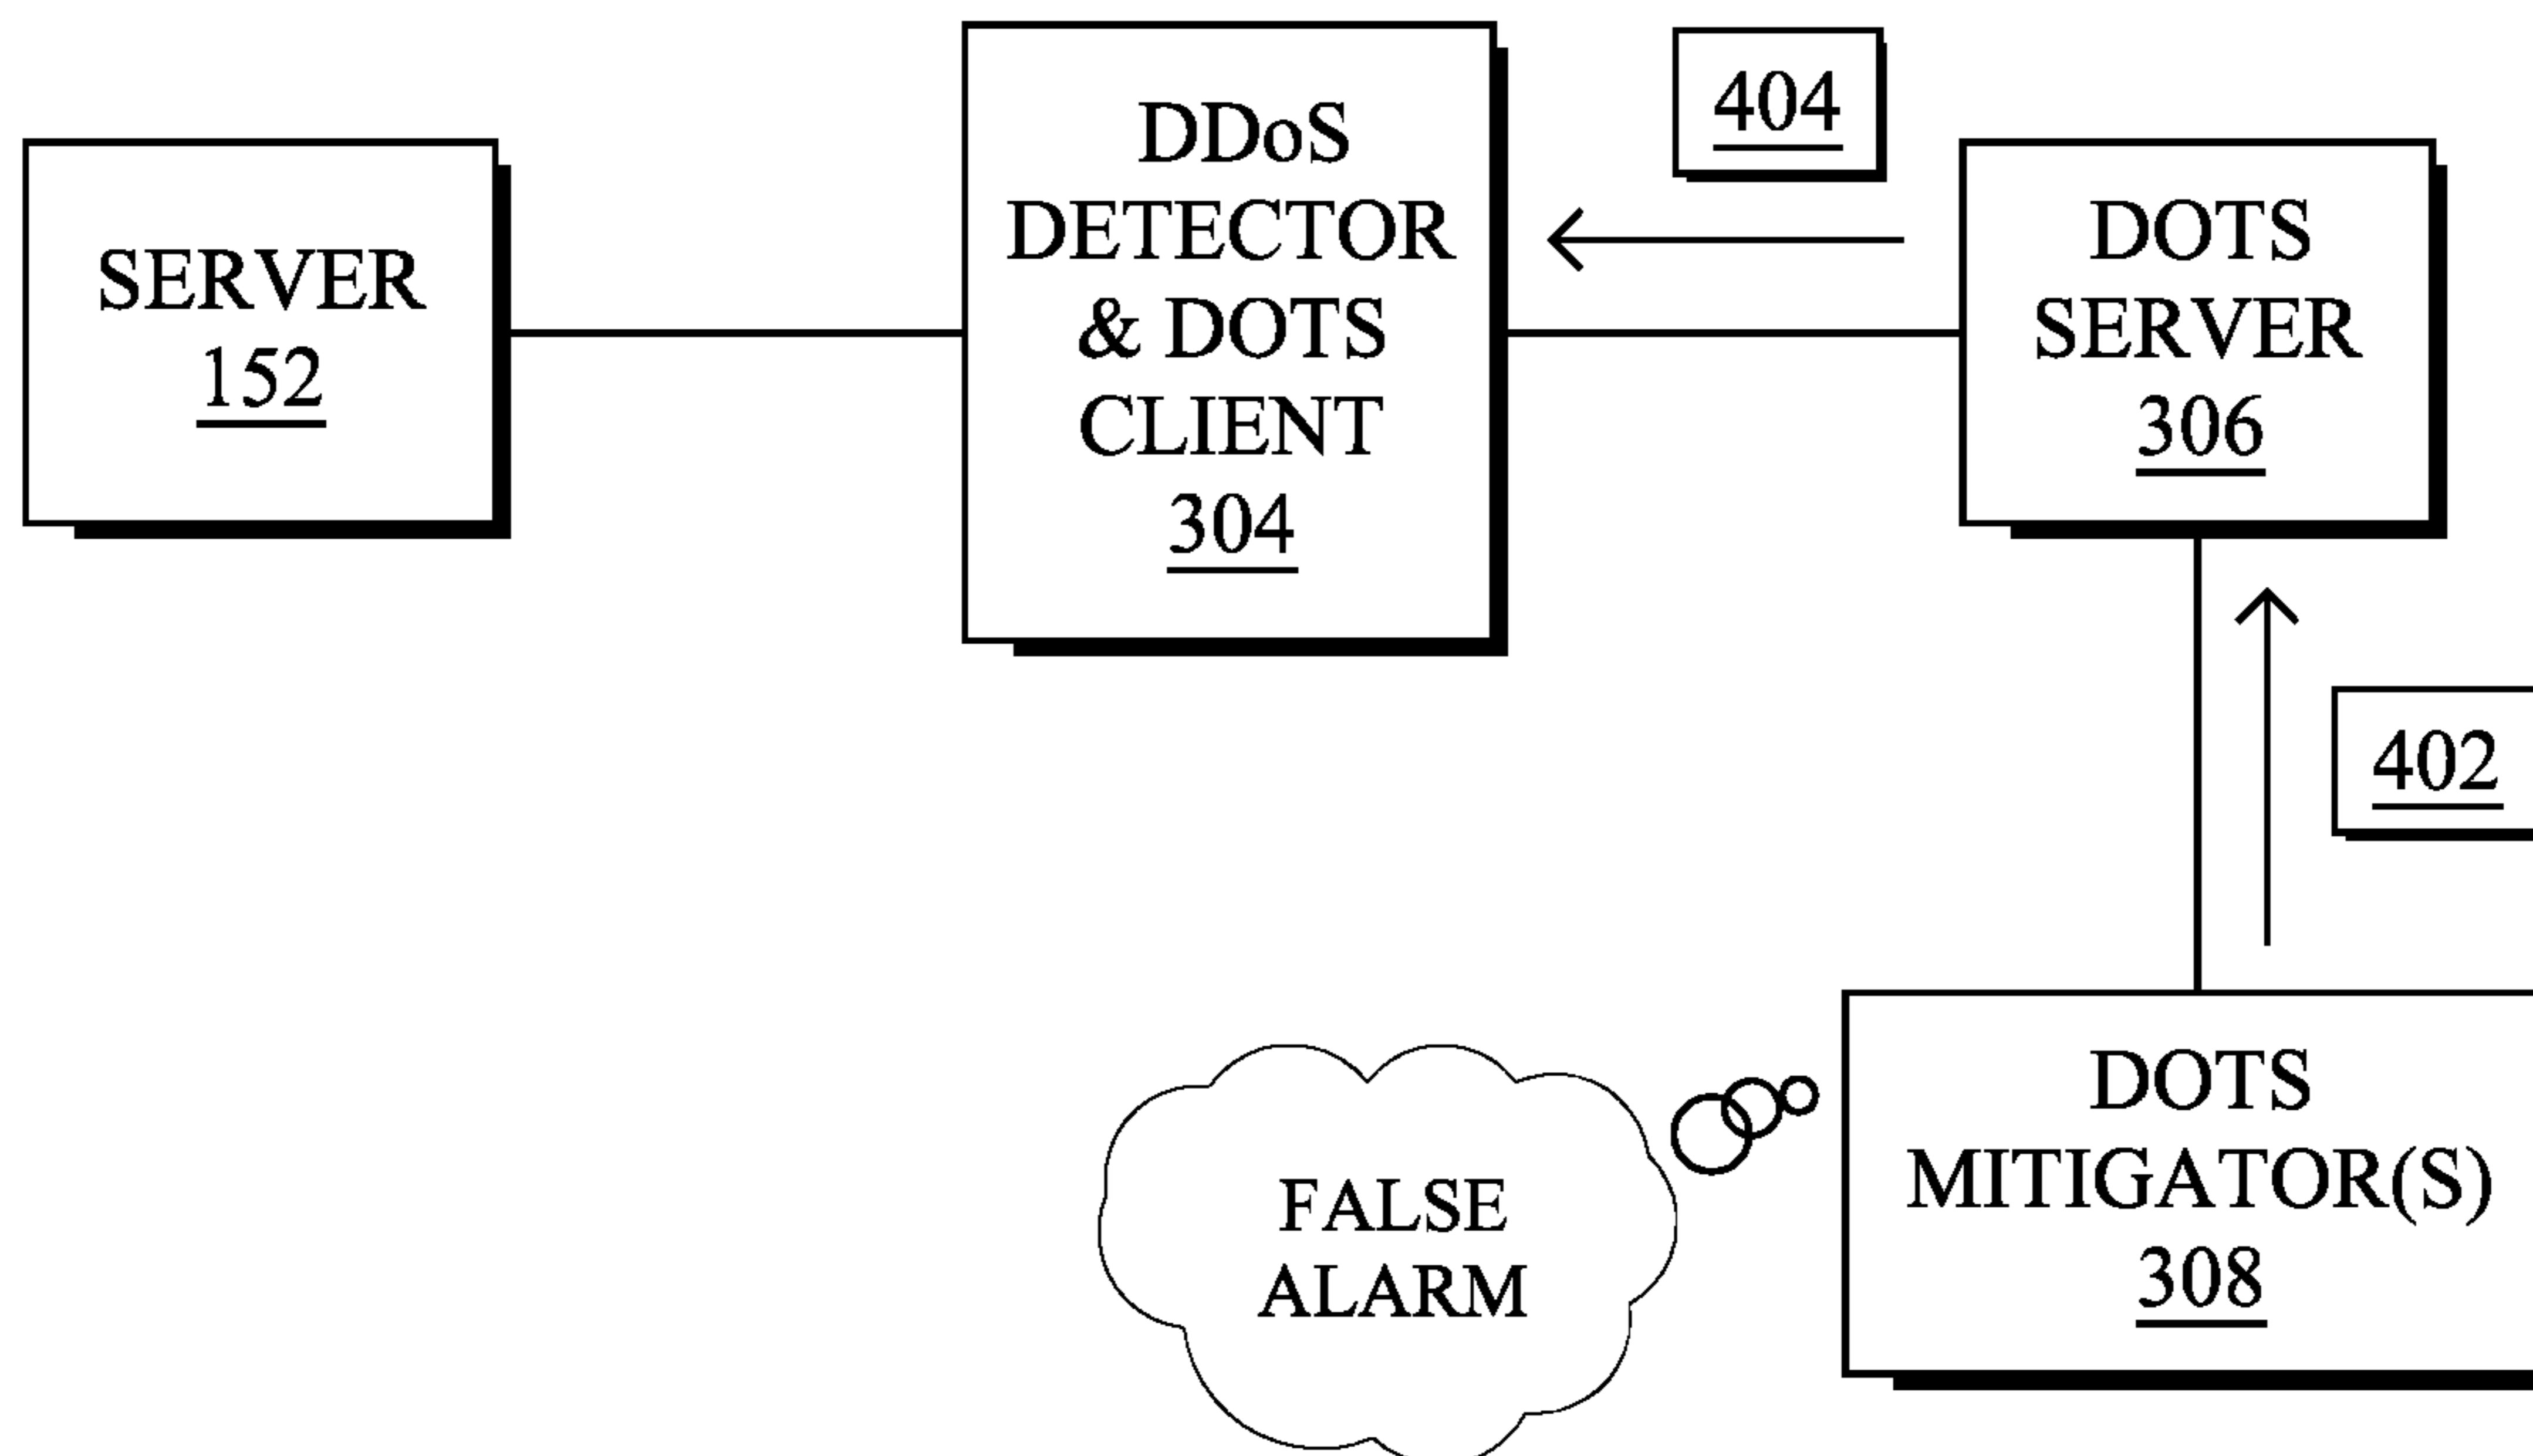 SERVER
152
DDoS
DETECTOR
& DOTS
CLIENT
304
404
DOTS
SERVER
306
402
DOTS
MITIGATOR(S)
308
FALSE
ALARM